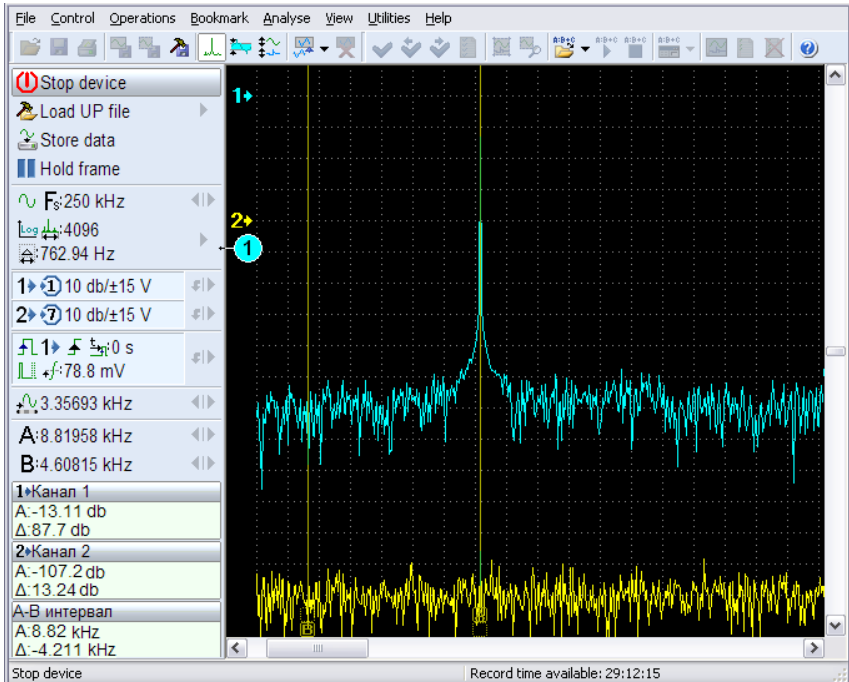 File Control Operations Bookmark Analyse View Utilities Help
A:B+C A:B+C A:B+C
Stop device
Load UP file
Store data
Hold frame
Fs:250 kHz
Log :4096
:762.94 Hz
1 1 10 db/±15 V
2 7 10 db/±15 V
1 :0 s
f:78.8 mV
3.35693 kHz
A:8.81958 kHz
B:4.60815 kHz
1 Канал 1
A:-13.11 db
Δ:87.7 db
2 Канал 2
A:-107.2 db
Δ:13.24 db
A-B интервал
A:8.82 kHz
Δ:-4.211 kHz
1
2
1
B
Stop device
Record time available: 29:12:15